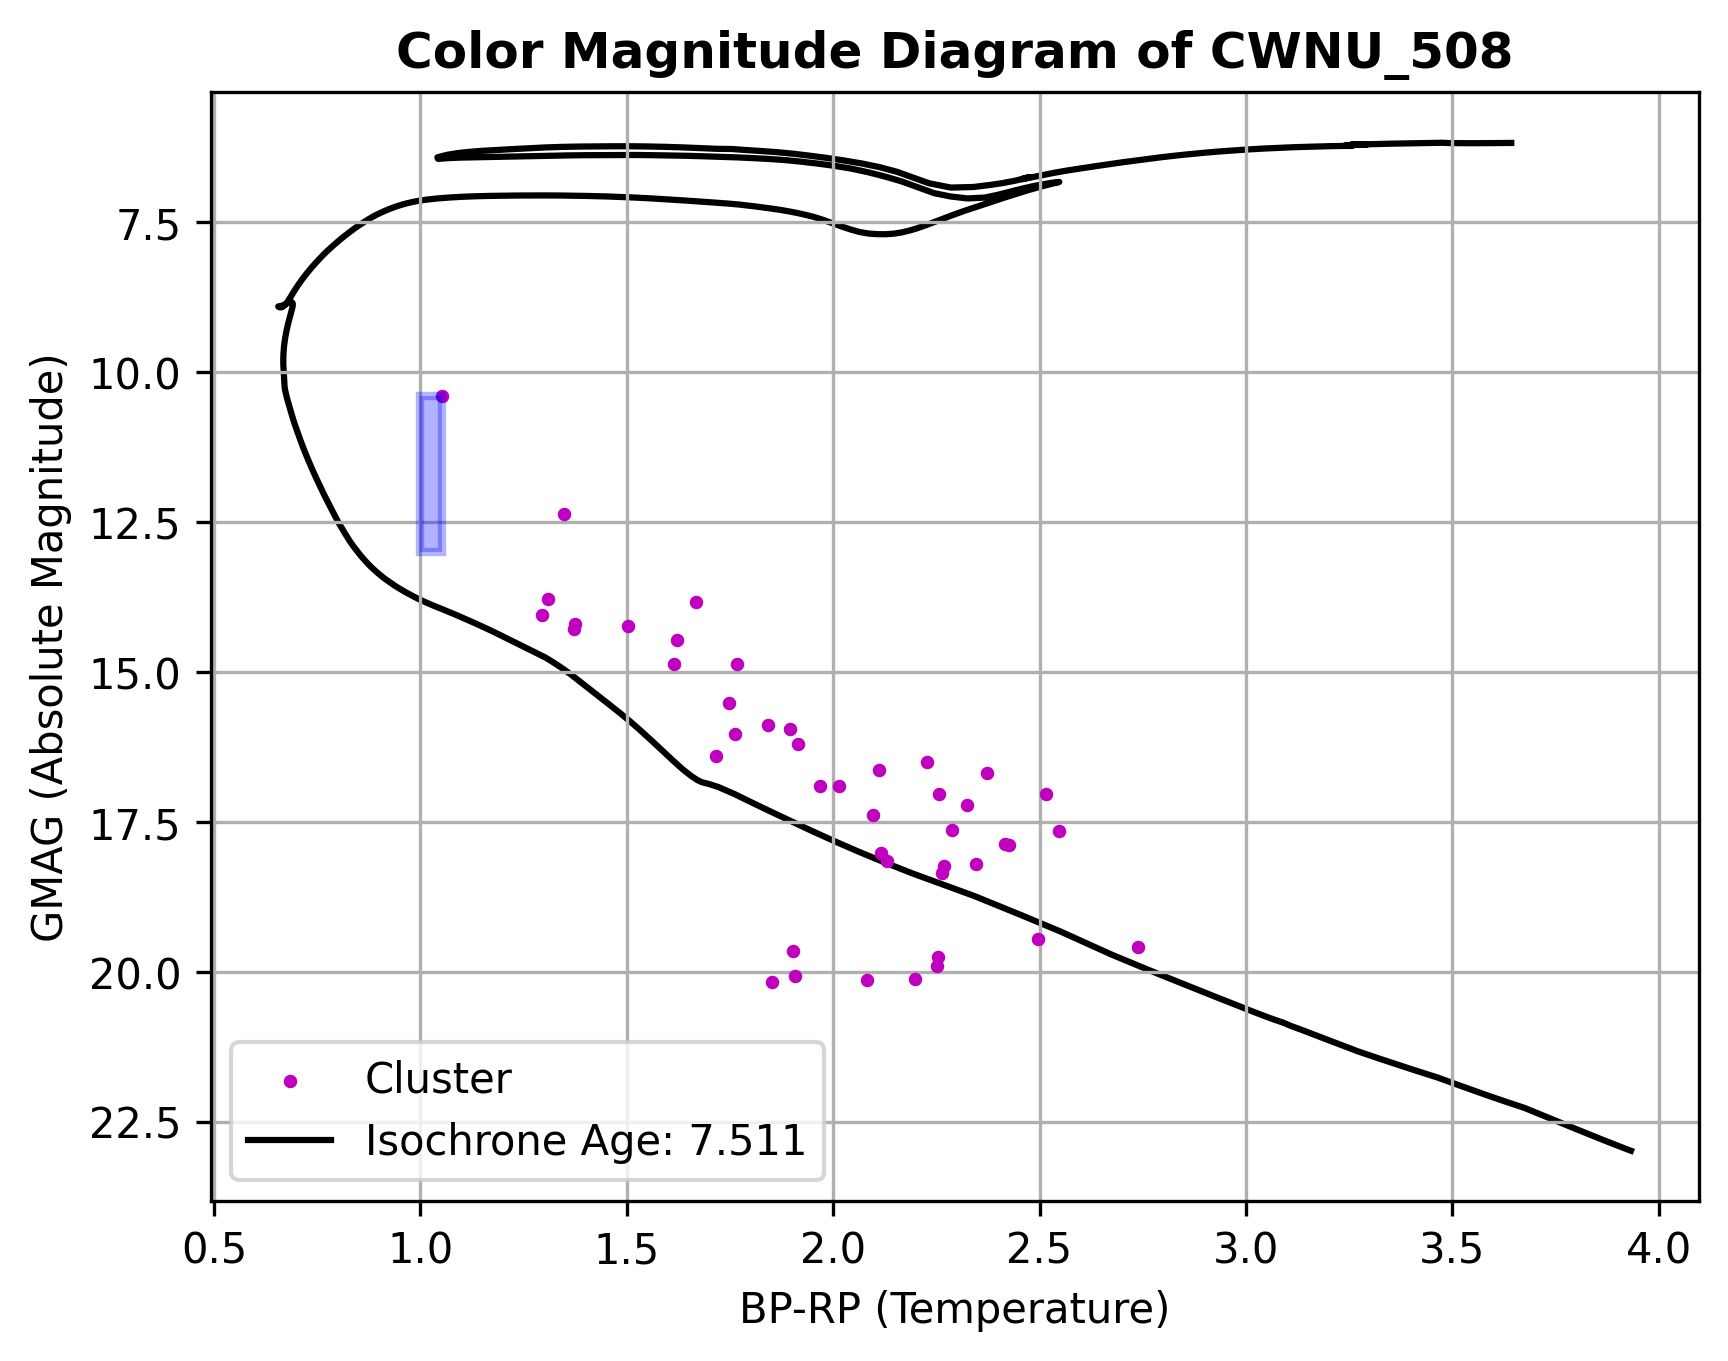 Color Magnitude Diagram of CWNU_508
GMAG (Absolute Magnitude)
7.5
10.0
12.5
15.0
17.5
20.0
22.5
Cluster
Isochrone Age: 7.511
0.5 1.0 1.5 2.0 2.5 3.0 3.5 4.0
BP-RP (Temperature)